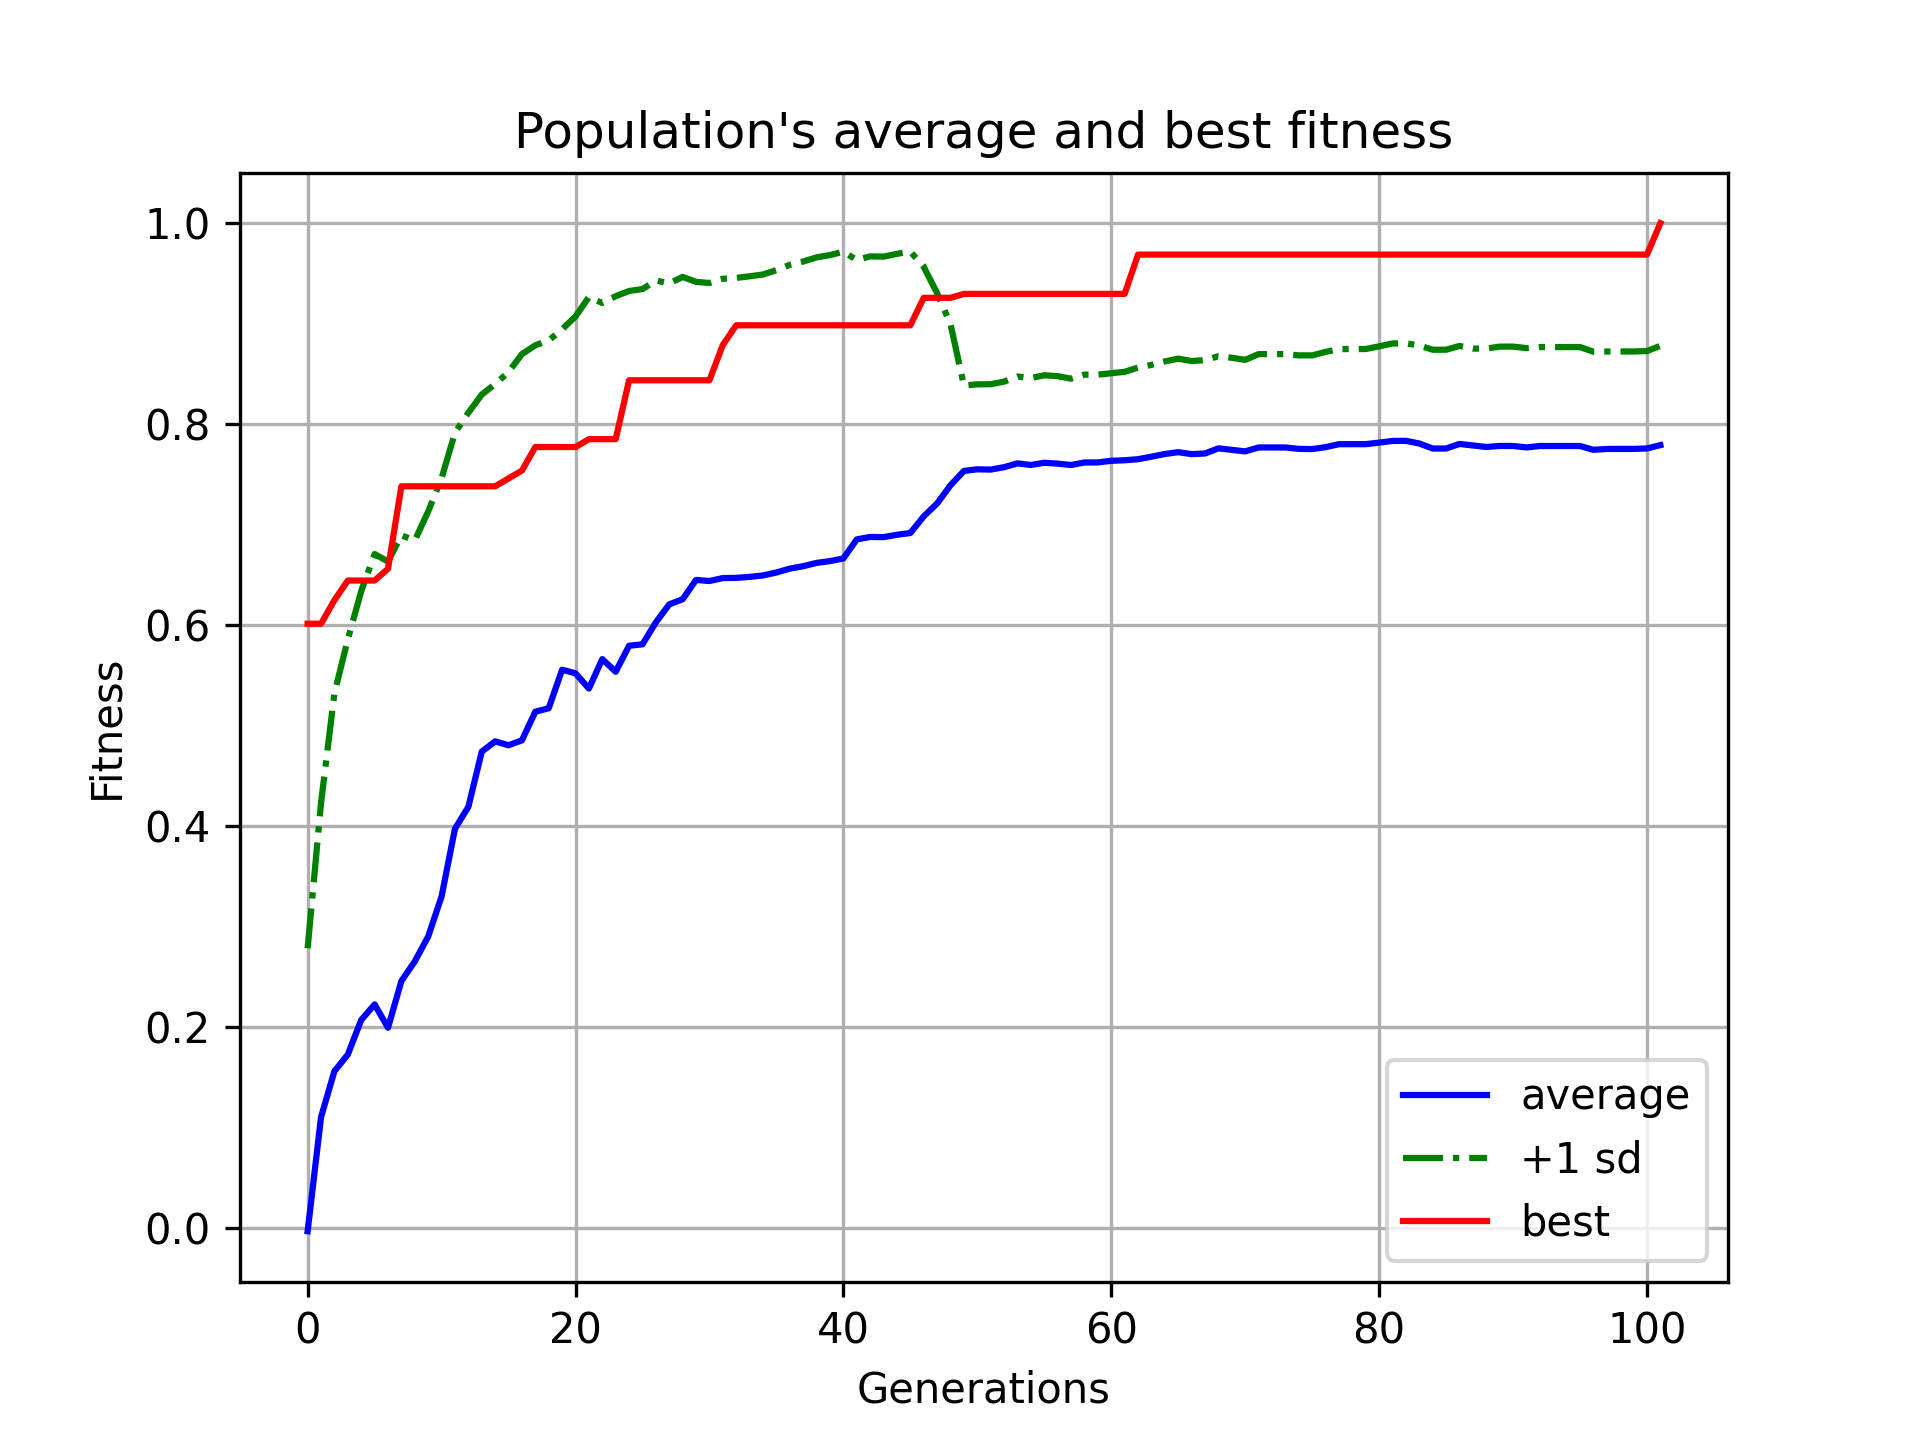 Population's average and best fitness
1.0
0.8
0.6
0.4
0.2
0.0
Fitness
0 20 40 60 80 100
Generations
average
+1 sd
best